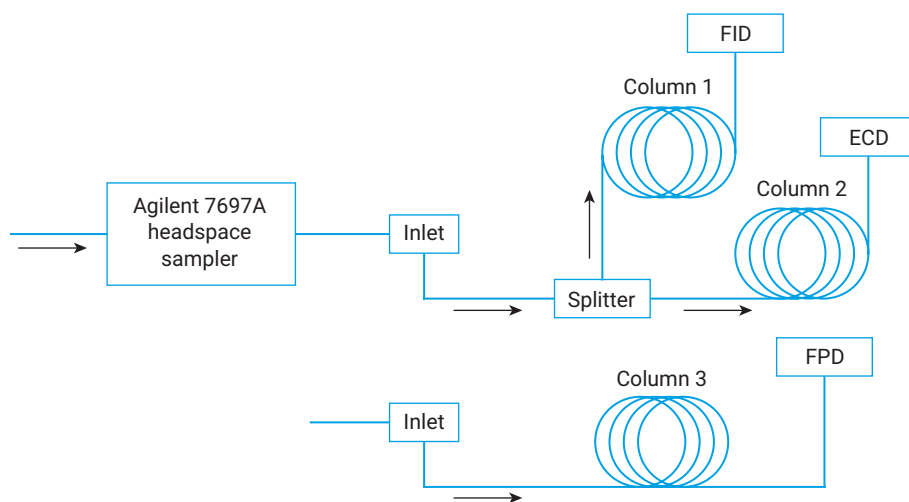 FID
Column 1
ECD
Column 2
Agilent 7697A
headspace
sampler
Inlet
Splitter
FPD
Column 3
Inlet